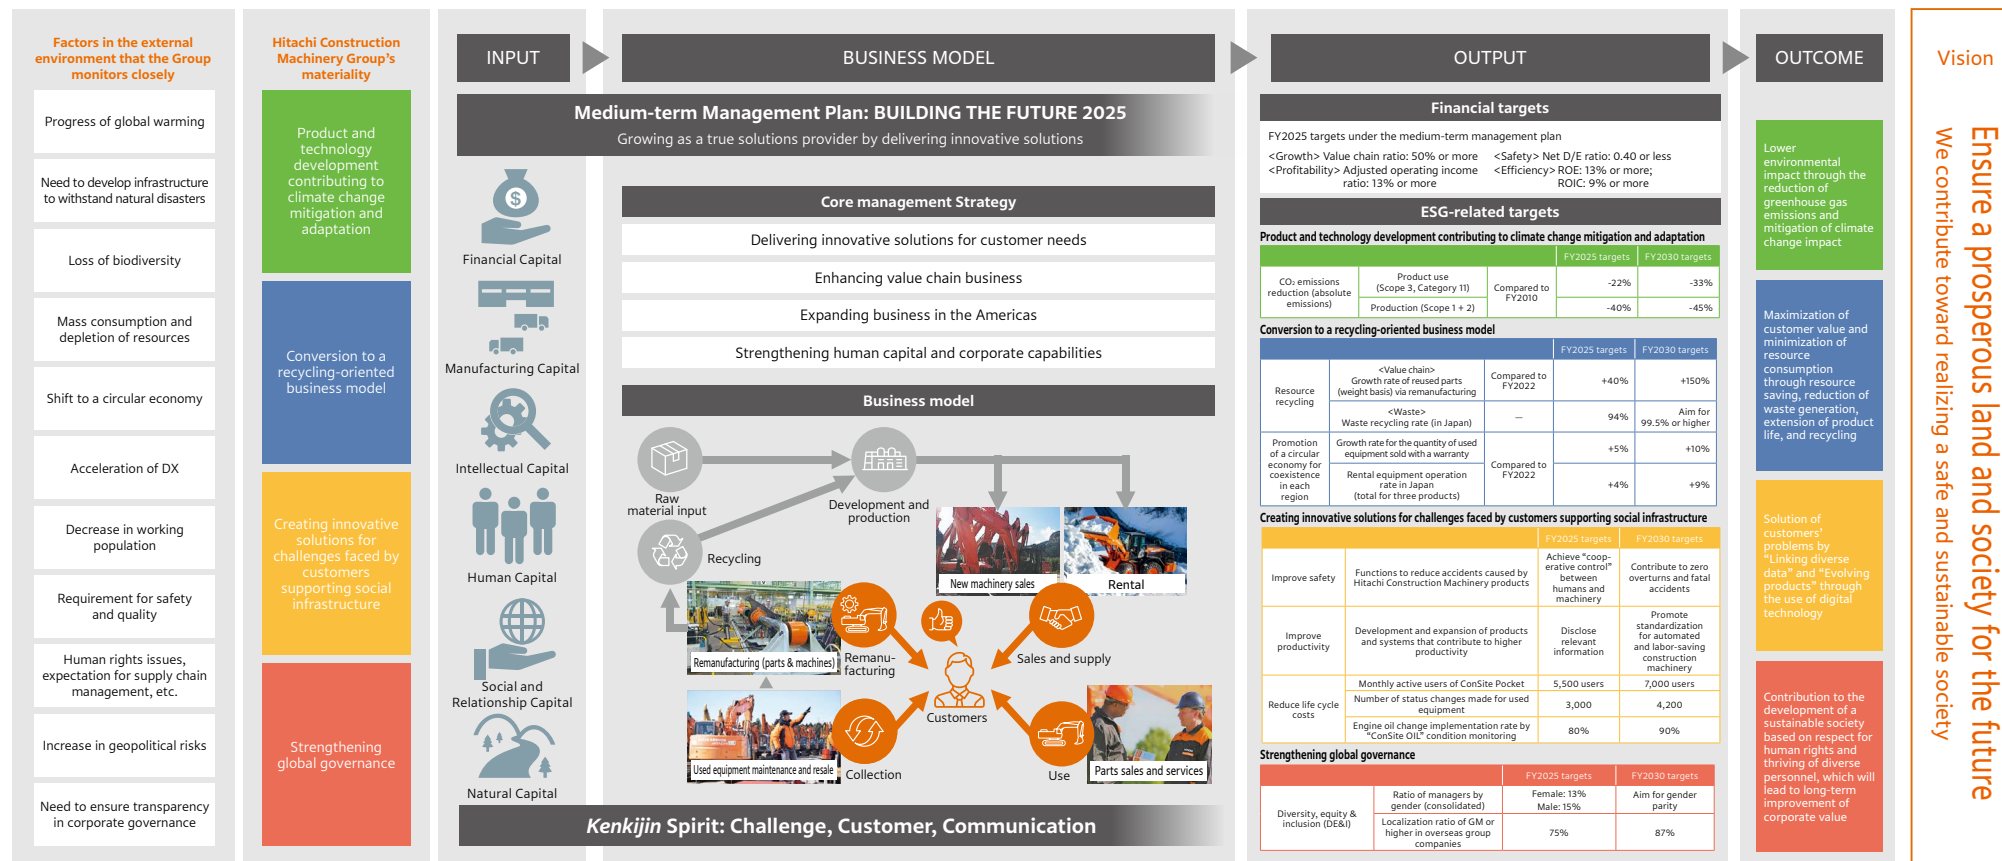 Factors in the external
environment that the Group
monitors closely
Progress of global warming
Need to develop infrastructure
to withstand natural disasters
Loss of biodiversity
Mass consumption and
depletion of resources
Shift to a circular economy
Acceleration of DX
Decrease in working
population
Requirement for safety
and quality
Human rights issues,
expectation for supply chain
management, etc.
Increase in geopolitical risks
Need to ensure transparency
in corporate governance
Hitachi Construction
Machinery Group's
materiality
Product and
technology
development
contributing to
climate change
mitigation and
adaptation
Conversion to a
recycling-oriented
business model
Creating innovative
solutions for
challenges faced by
customers
supporting social
infrastructure
Strengthening
global governance
INPUT
BUSINESS MODEL
Medium-term Management Plan: BUILDING THE FUTURE 2025
Growing as a true solutions provider by delivering innovative solutions
$
Financial Capital
Manufacturing Capital
Intellectual Capital
Human Capital
Social and
Relationship Capital
Natural Capital
Core management Strategy
Delivering innovative solutions for customer needs
Enhancing value chain business
Expanding business in the Americas
Strengthening human capital and corporate capabilities
Business model
Raw
material input
Development and
production
Recycling
New machinery sales
Rental
Remanufacturing (parts & machines)
Remanu-
facturing
Sales and supply
Customers
Used equipment maintenance and resale
Collection
Use
Parts sales and services
Kenkijin Spirit: Challenge, Customer, Communication
OUTPUT
Financial targets
FY2025 targets under the medium-term management plan
<Growth> Value chain ratio: 50% or more <Safety> Net D/E ratio: 0.40 or less
<Profitability> Adjusted operating income <Efficiency> ROE: 13% or more;
ratio: 13% or more ROIC: 9% or more
ESG-related targets
Product and technology development contributing to climate change mitigation and adaptation
FY2025 targets FY2030 targets
CO₂ emissions
reduction (absolute
emissions)
Product use
(Scope 3, Category 11)
Compared to
FY2010
-22% -33%
Production (Scope 1 + 2)
-40% -45%
Conversion to a recycling-oriented business model
FY2025 targets FY2030 targets
Resource
recycling
<Value chain>
Growth rate of reused parts
(weight basis) via remanufacturing
Compared to
FY2022
+40% +150%
<Waste>
Waste recycling rate (in Japan)
—
94%
Aim for
99.5% or higher
Promotion
of a circular
economy for
coexistence
in each
region
Growth rate for the quantity of used
equipment sold with a warranty
Compared to
FY2022
+5% +10%
Rental equipment operation
rate in Japan
(total for three products)
+4% +9%
Creating innovative solutions for challenges faced by customers supporting social infrastructure
FY2025 targets FY2030 targets
Improve safety
Functions to reduce accidents caused by
Hitachi Construction Machinery products
Achieve “coop-
erative control”
between
humans and
machinery
Contribute to zero
overturns and fatal
accidents
Improve
productivity
Development and expansion of products
and systems that contribute to higher
productivity
Disclose
relevant
information
Promote
standardization
for automated
and labor-saving
construction
machinery
Reduce life cycle
costs
Monthly active users of ConSite Pocket
5,500 users 7,000 users
Number of status changes made for used
equipment
3,000 4,200
Engine oil change implementation rate by
“ConSite OIL” condition monitoring
80% 90%
Strengthening global governance
FY2025 targets FY2030 targets
Diversity, equity &
inclusion (DE&I)
Ratio of managers by
gender (consolidated)
Female: 13%
Male: 15%
Aim for gender
parity
Localization ratio of GM or
higher in overseas group
companies
75% 87%
OUTCOME
Lower
environmental
impact through the
reduction of
greenhouse gas
emissions and
mitigation of climate
change impact
Maximization of
customer value and
minimization of
resource
consumption
through resource
saving, reduction of
waste generation,
extension of product
life, and recycling
Solution of
customers’
problems by
“Linking diverse
data” and “Evolving
products” through
the use of digital
technology
Contribution to the
development of a
sustainable society
based on respect for
human rights and
thriving of diverse
personnel, which will
lead to long-term
improvement of
corporate value
Vision
Ensure a prosperous land and society for the future
We contribute toward realizing a safe and sustainable society